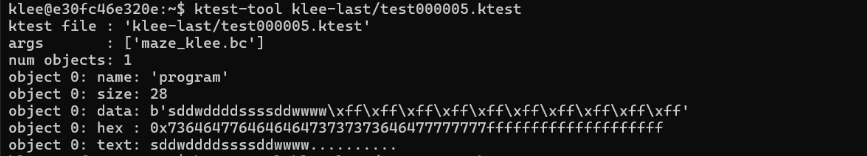 klee@e30fc46e320e:~$ ktest-tool klee-last/test000005.ktest
ktest file : 'klee-last/test000005.ktest'
args       : ['maze_klee.bc']
num objects: 1
object 0: name: 'program'
object 0: size: 28
object 0: data: b'sddwddddssssddwwww\xff\xff\xff\xff\xff\xff\xff\xff\xff\xff'
object 0: hex : 0x736464776464646473737373646477777777ffffffffffffffffffff
object 0: text: sddwddddssssddwwww..........